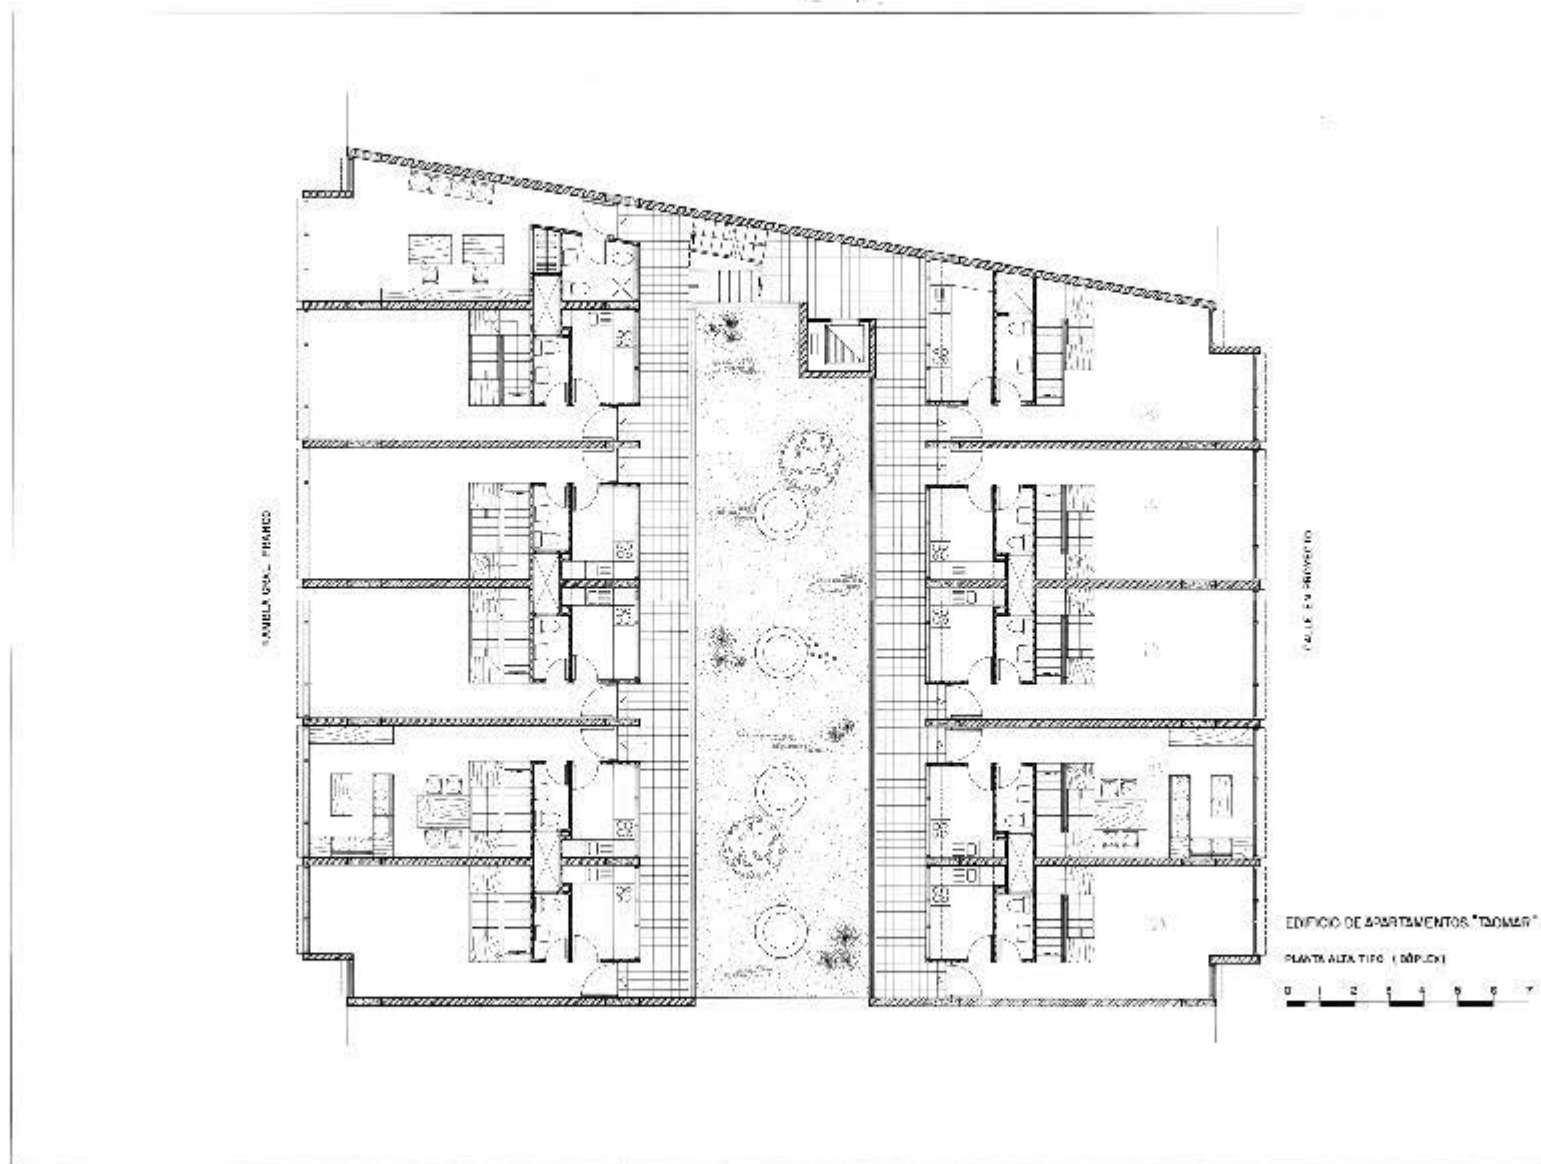 RAMBLA GRAL. FRANCO
CALLE EN PROYECTO
EDIFICIO DE APARTAMENTOS "TAOMAR"
PLANTA ALTA TIPO (DÚPLEX)
0 1 2 3 4 5 6 7